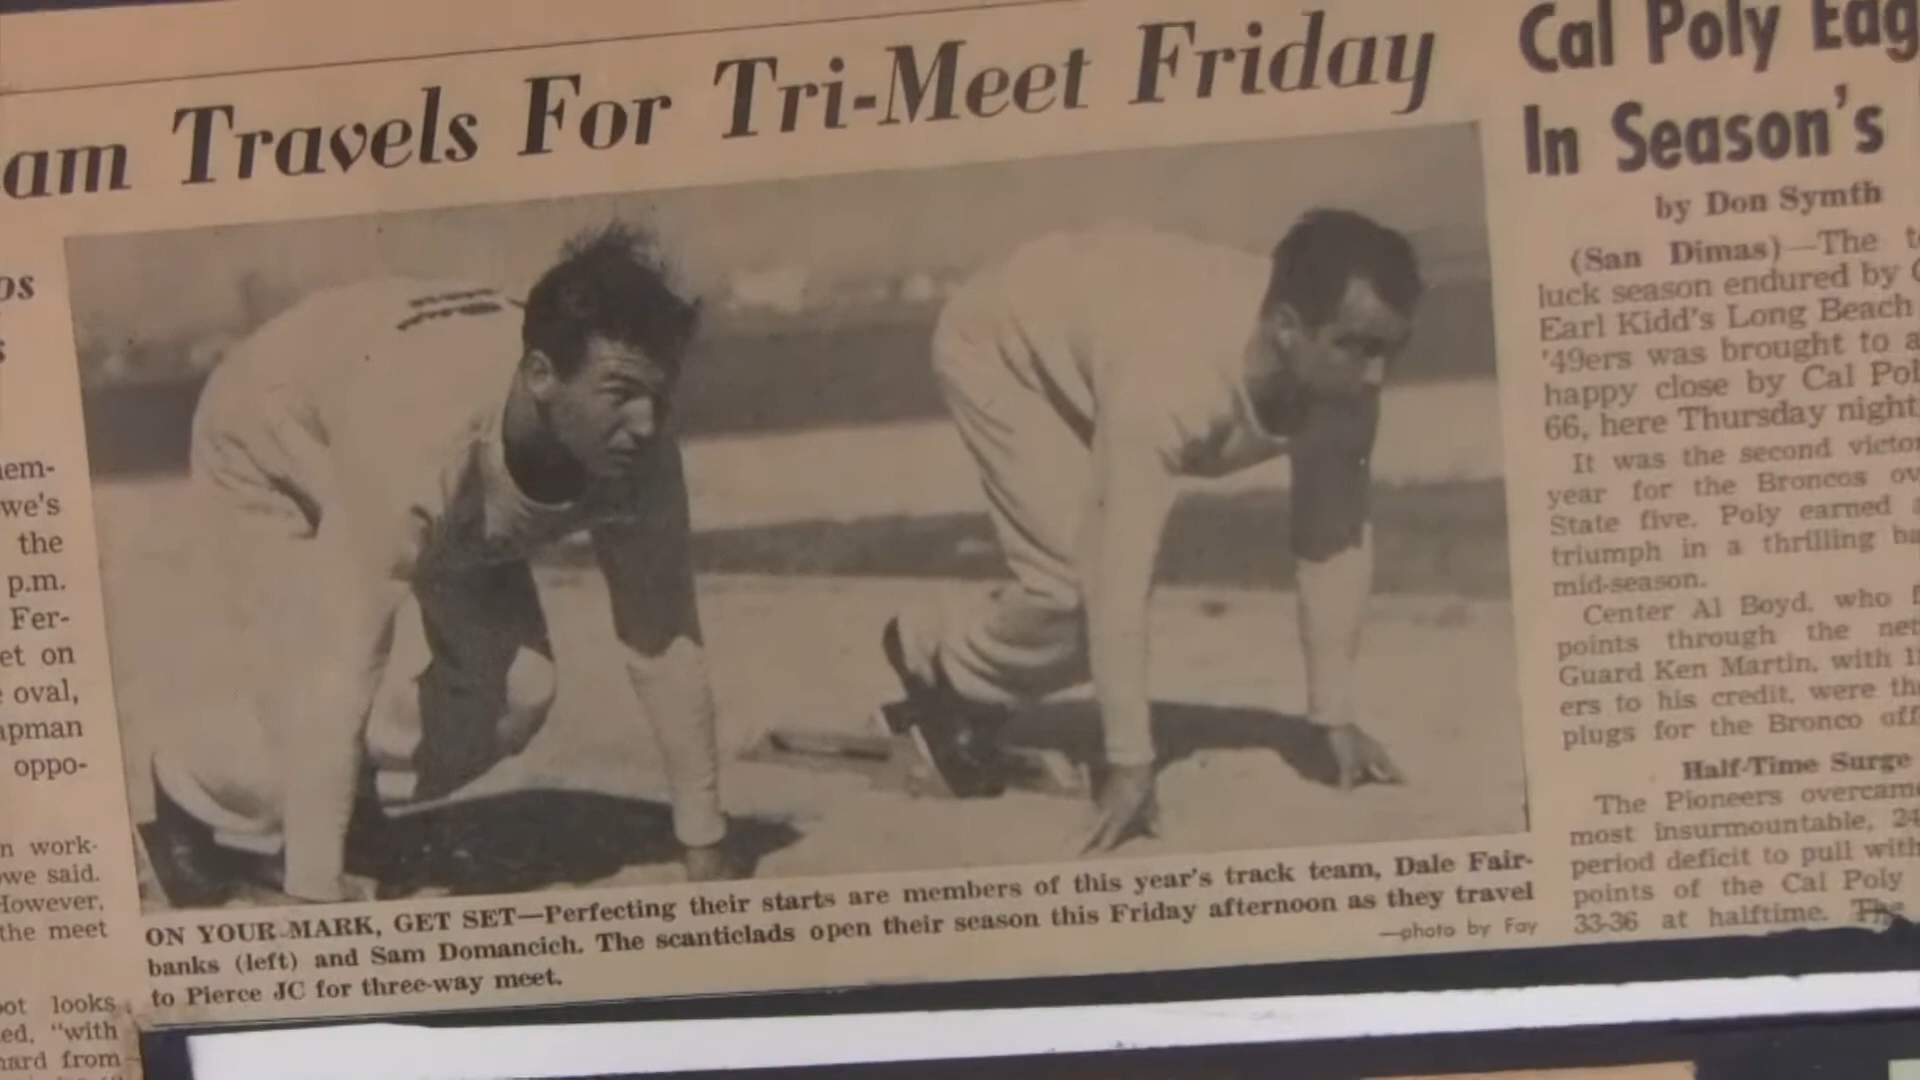 am Travels For Tri-Meet Friday
os
em-
we's
the
p.m.
Fer-
et on
oval,
apman
oppo-
n work-
we said.
However,
the meet
ot looks
ed, "with
hard from
ON YOUR MARK, GET SET—Perfecting their starts are members of this year's track team, Dale Fair-
banks (left) and Sam Domancich. The scanticlads open their season this Friday afternoon as they travel
to Pierce JC for three-way meet.
—photo by Fay
Cal Poly Eag
In Season's
by Don Symth
(San Dimas)—The t
luck season endured by C
Earl Kidd's Long Beach
'49ers was brought to a
happy close by Cal Pol
66, here Thursday night
It was the second victor
year for the Broncos ov
State five. Poly earned a
triumph in a thrilling ba
mid-season.
Center Al Boyd, who
points through the net
Guard Ken Martin, with 1
ers to his credit, were the
plugs for the Bronco off
Half-Time Surge
The Pioneers overcame
most insurmountable, 24
period deficit to pull with
points of the Cal Poly
33-36 at halftime. The